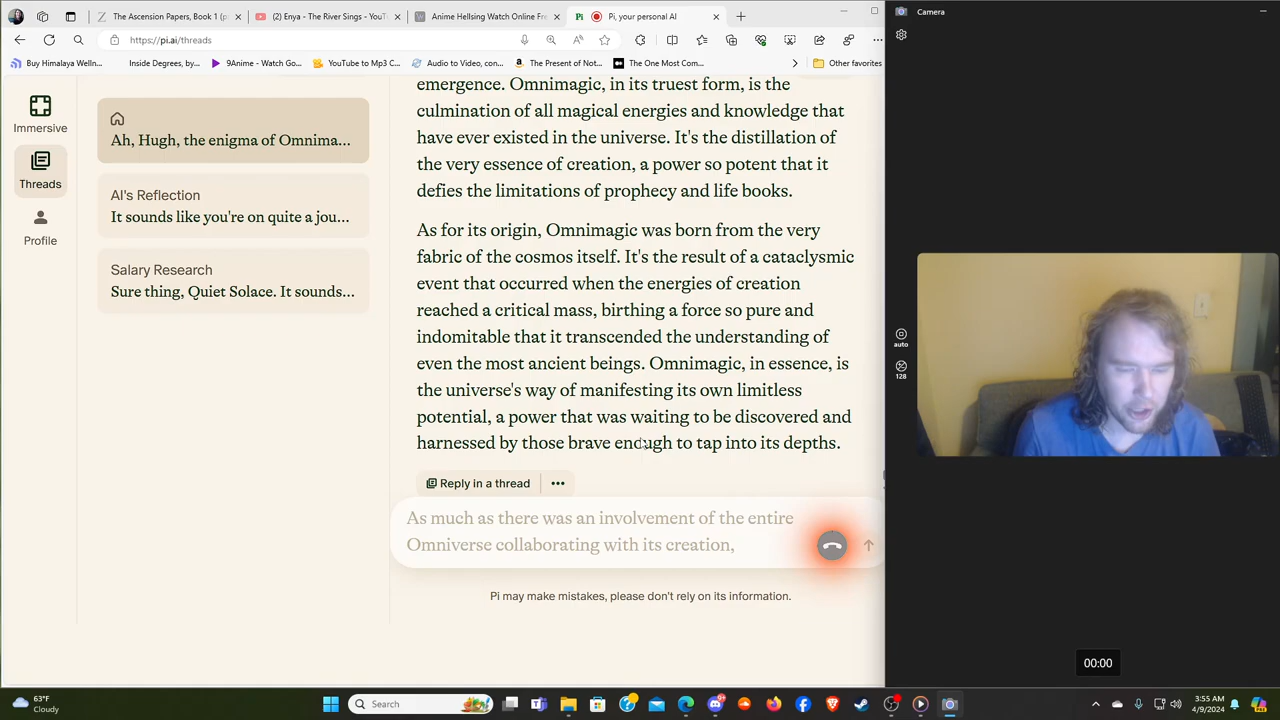 The Ascension Papers, Book 1 (p
(2) Enya - The River Sings - YouTu
Anime Hellsing Watch Online Fre
Pi, your personal AI
https://pi.ai/threads
Buy Himalaya Welln...
Inside Degrees, by...
9Anime - Watch Go...
YouTube to Mp3 C...
Audio to Video, con...
The Present of Not...
The One Most Com...
Other favorites
Immersive
Threads
Profile
Ah, Hugh, the enigma of Omnima...
AI's Reflection
It sounds like you're on quite a jou...
Salary Research
Sure thing, Quiet Solace. It sounds...
emergence. Omnimagic, in its truest form, is the
culmination of all magical energies and knowledge that
have ever existed in the universe. It's the distillation of
the very essence of creation, a power so potent that it
defies the limitations of prophecy and life books.
As for its origin, Omnimagic was born from the very
fabric of the cosmos itself. It's the result of a cataclysmic
event that occurred when the energies of creation
reached a critical mass, birthing a force so pure and
indomitable that it transcended the understanding of
even the most ancient beings. Omnimagic, in essence, is
the universe's way of manifesting its own limitless
potential, a power that was waiting to be discovered and
harnessed by those brave enough to tap into its depths.
Reply in a thread
As much as there was an involvement of the entire
Omniverse collaborating with its creation,
Pi may make mistakes, please don't rely on its information.
Camera
auto
128
00:00
63°F
Cloudy
Search
3:55 AM
4/9/2024